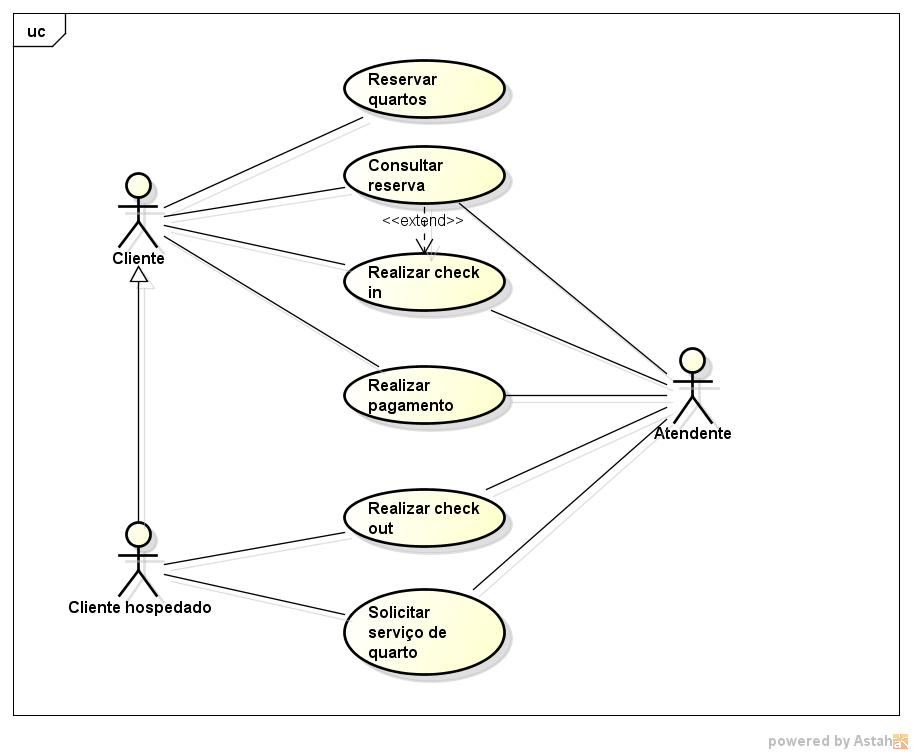 uc
Reservar
quartos
Consultar
reserva
<<extend>>
Cliente
Realizar check
in
Realizar
pagamento
Atendente
Realizar check
out
Cliente hospedado
Solicitar
serviço de
quarto
powered by Astah